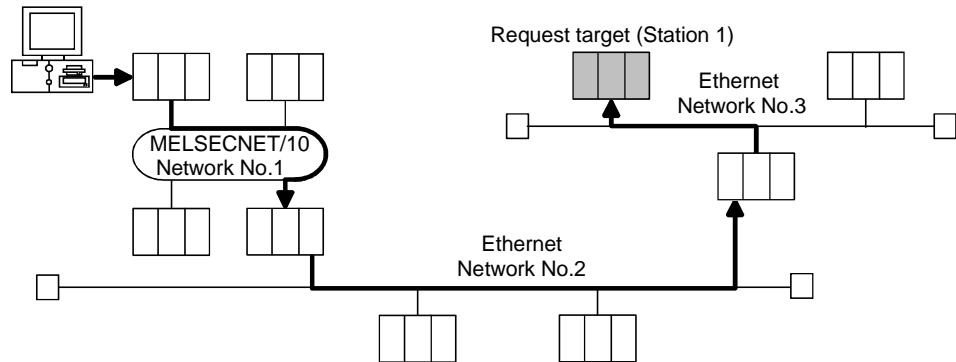 Request target (Station 1)
Ethernet
Network No.3
MELSECNET/10
Network No.1
Ethernet
Network No.2